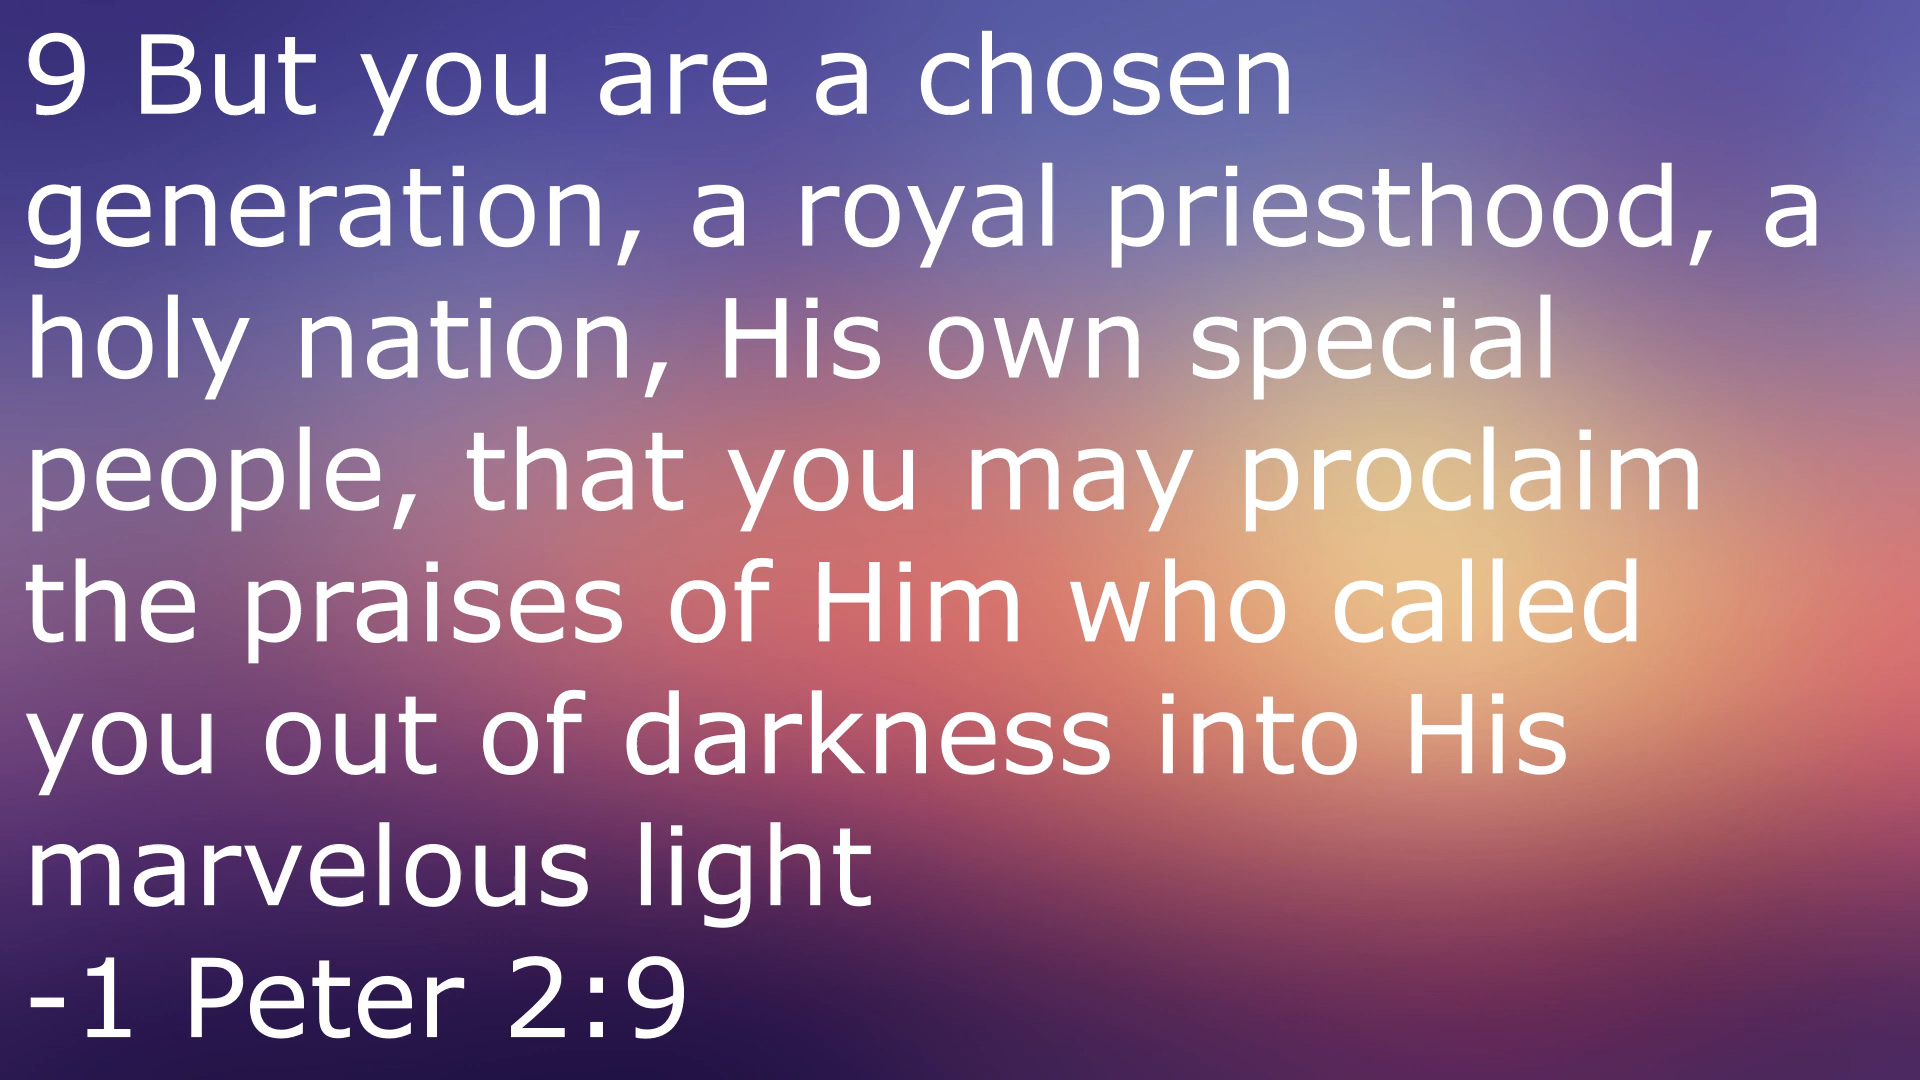 9 But you are a chosen
generation, a royal priesthood, a
holy nation, His own special
people, that you may proclaim
the praises of Him who called
you out of darkness into His
marvelous light
-1 Peter 2:9